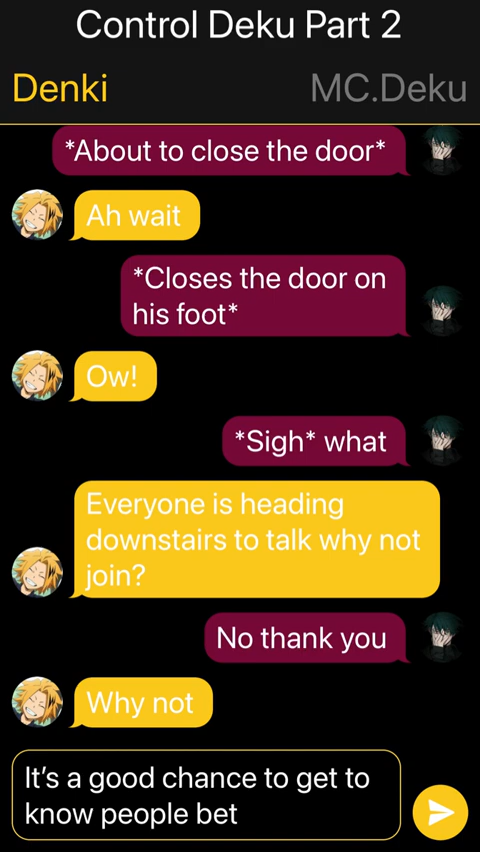 Control Deku Part 2
Denki
MC.Deku
*About to close the door*
Ah wait
*Closes the door on
his foot*
Ow!
*Sigh* what
Everyone is heading
downstairs to talk why not
join?
No thank you
Why not
It’s a good chance to get to
know people bet